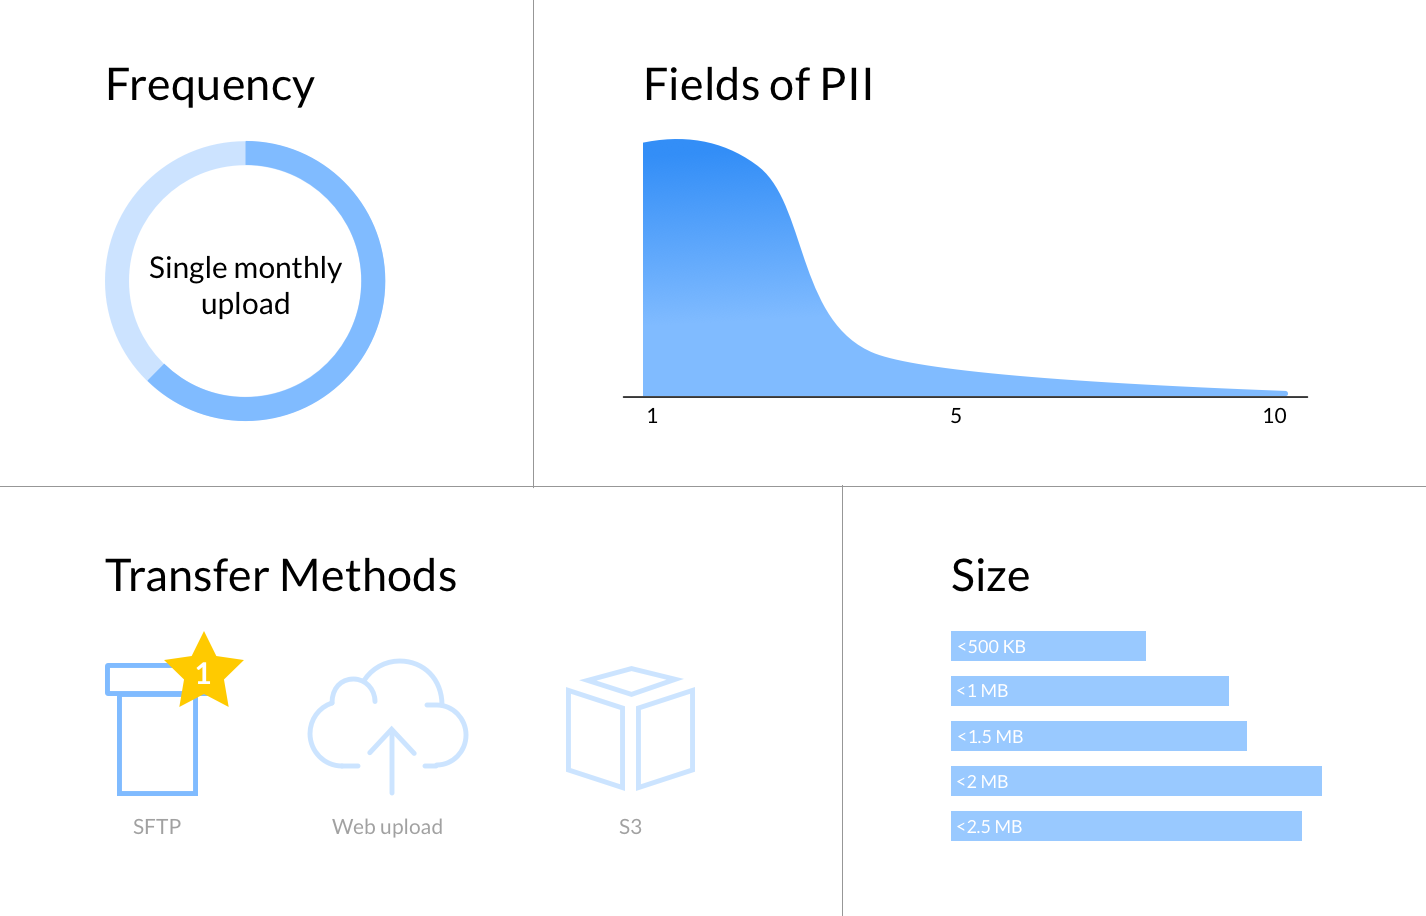 Frequency
Single monthly
upload
Fields of PII
1
5
10
Transfer Methods
1
SFTP
Web upload
S3
Size
<500 KB
<1 MB
<1.5 MB
<2 MB
<2.5 MB